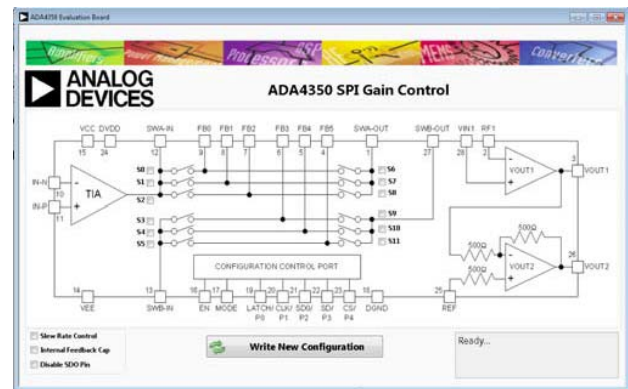 ADA4350 Evaluation Board
Amplifiers Power Management Processors DSP MEMS Converters
ANALOG DEVICES
ADA4350 SPI Gain Control
VCC DVDD SWA-IN FB0 FB1 FB2 FB3 FB4 FB5 SWA-OUT SWB-OUT VIN1 RF1
15 24 12 9 8 7 6 5 4 1 27 28 2 3
S0 S6
IN-N 10 S1 S7 VOUT1 VOUT1
TIA S2 S8
IN-P 11
S3 S9
S4 S10 500Ω
S5 S11 500Ω 26
CONFIGURATION CONTROL PORT 500Ω VOUT2 VOUT2
14 13 16 17 19 20 21 22 23 18 25
VEE SWB-IN EN MODE LATCH/ CLK/ SDO/ SDI/ CS/ DGND REF
P0 P1 P2 P3 P4
Slew Rate Control
Internal Feedback Cap
Disable SDO Pin
Write New Configuration
Ready...